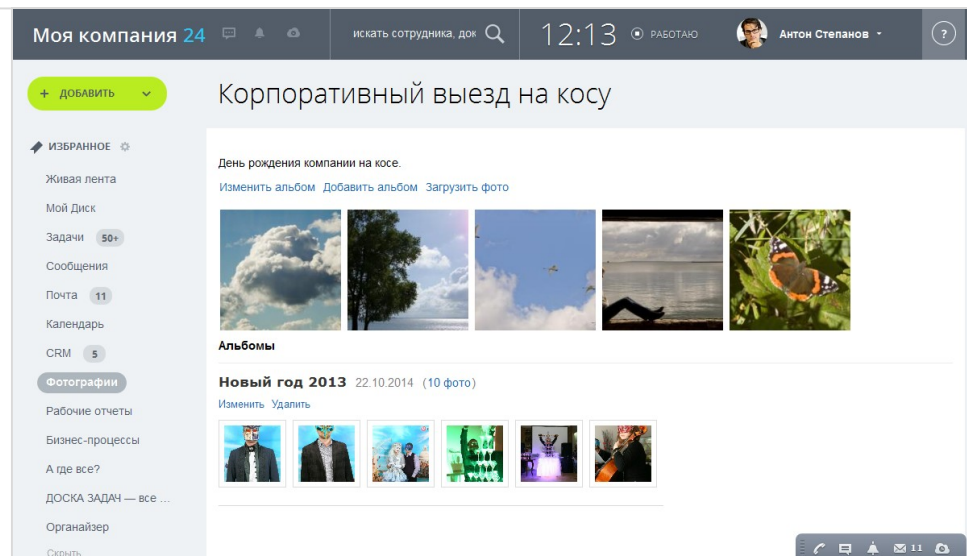 Моя компания 24
искать сотрудника, док
12:13
РАБОТАЮ
Антон Степанов
?
+ ДОБАВИТЬ
Корпоративный выезд на косу
ИЗБРАННОЕ
Живая лента
Мой Диск
Задачи 50+
Сообщения
Почта 11
Календарь
CRM 5
Фотографии
Рабочие отчеты
Бизнес-процессы
А где все?
ДОСКА ЗАДАЧ — все ...
Органайзер
Скрыть
День рождения компании на косе.
Изменить альбом Добавить альбом Загрузить фото
Альбомы
Новый год 2013 22.10.2014 (10 фото)
Изменить Удалить
11